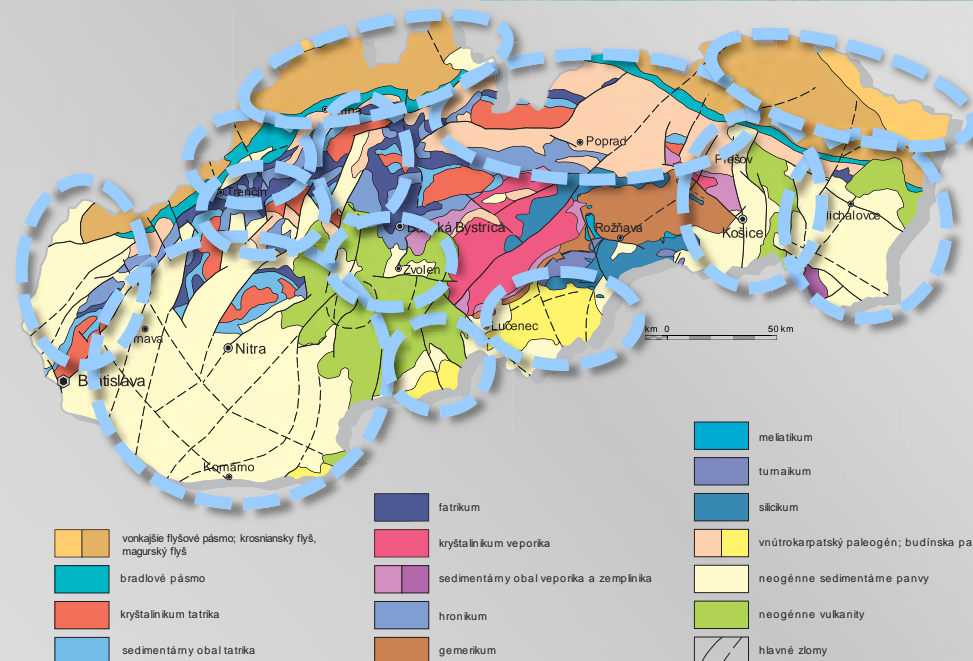 Poprad
Prešov
Trenčín
Michalovce
Banská Bystrica
Rožňava
Košice
Zvolen
Lučenec
km 0 50 km
Nitra
Bratislava
Komárno
meliatikum
turnaikum
silicikum
vnútrokarpatský paleogén; budínska pa
neogénne sedimentárne panvy
neogénne vulkanity
hlavné zlomy
fatrikum
kryštalinikum veporika
sedimentárny obal veporika a zemplinika
hronikum
gemerikum
vonkajšie flyšové pásmo; krosniansky flyš,
magurský flyš
bradlové pásmo
kryštalinikum tatrika
sedimentárny obal tatrika